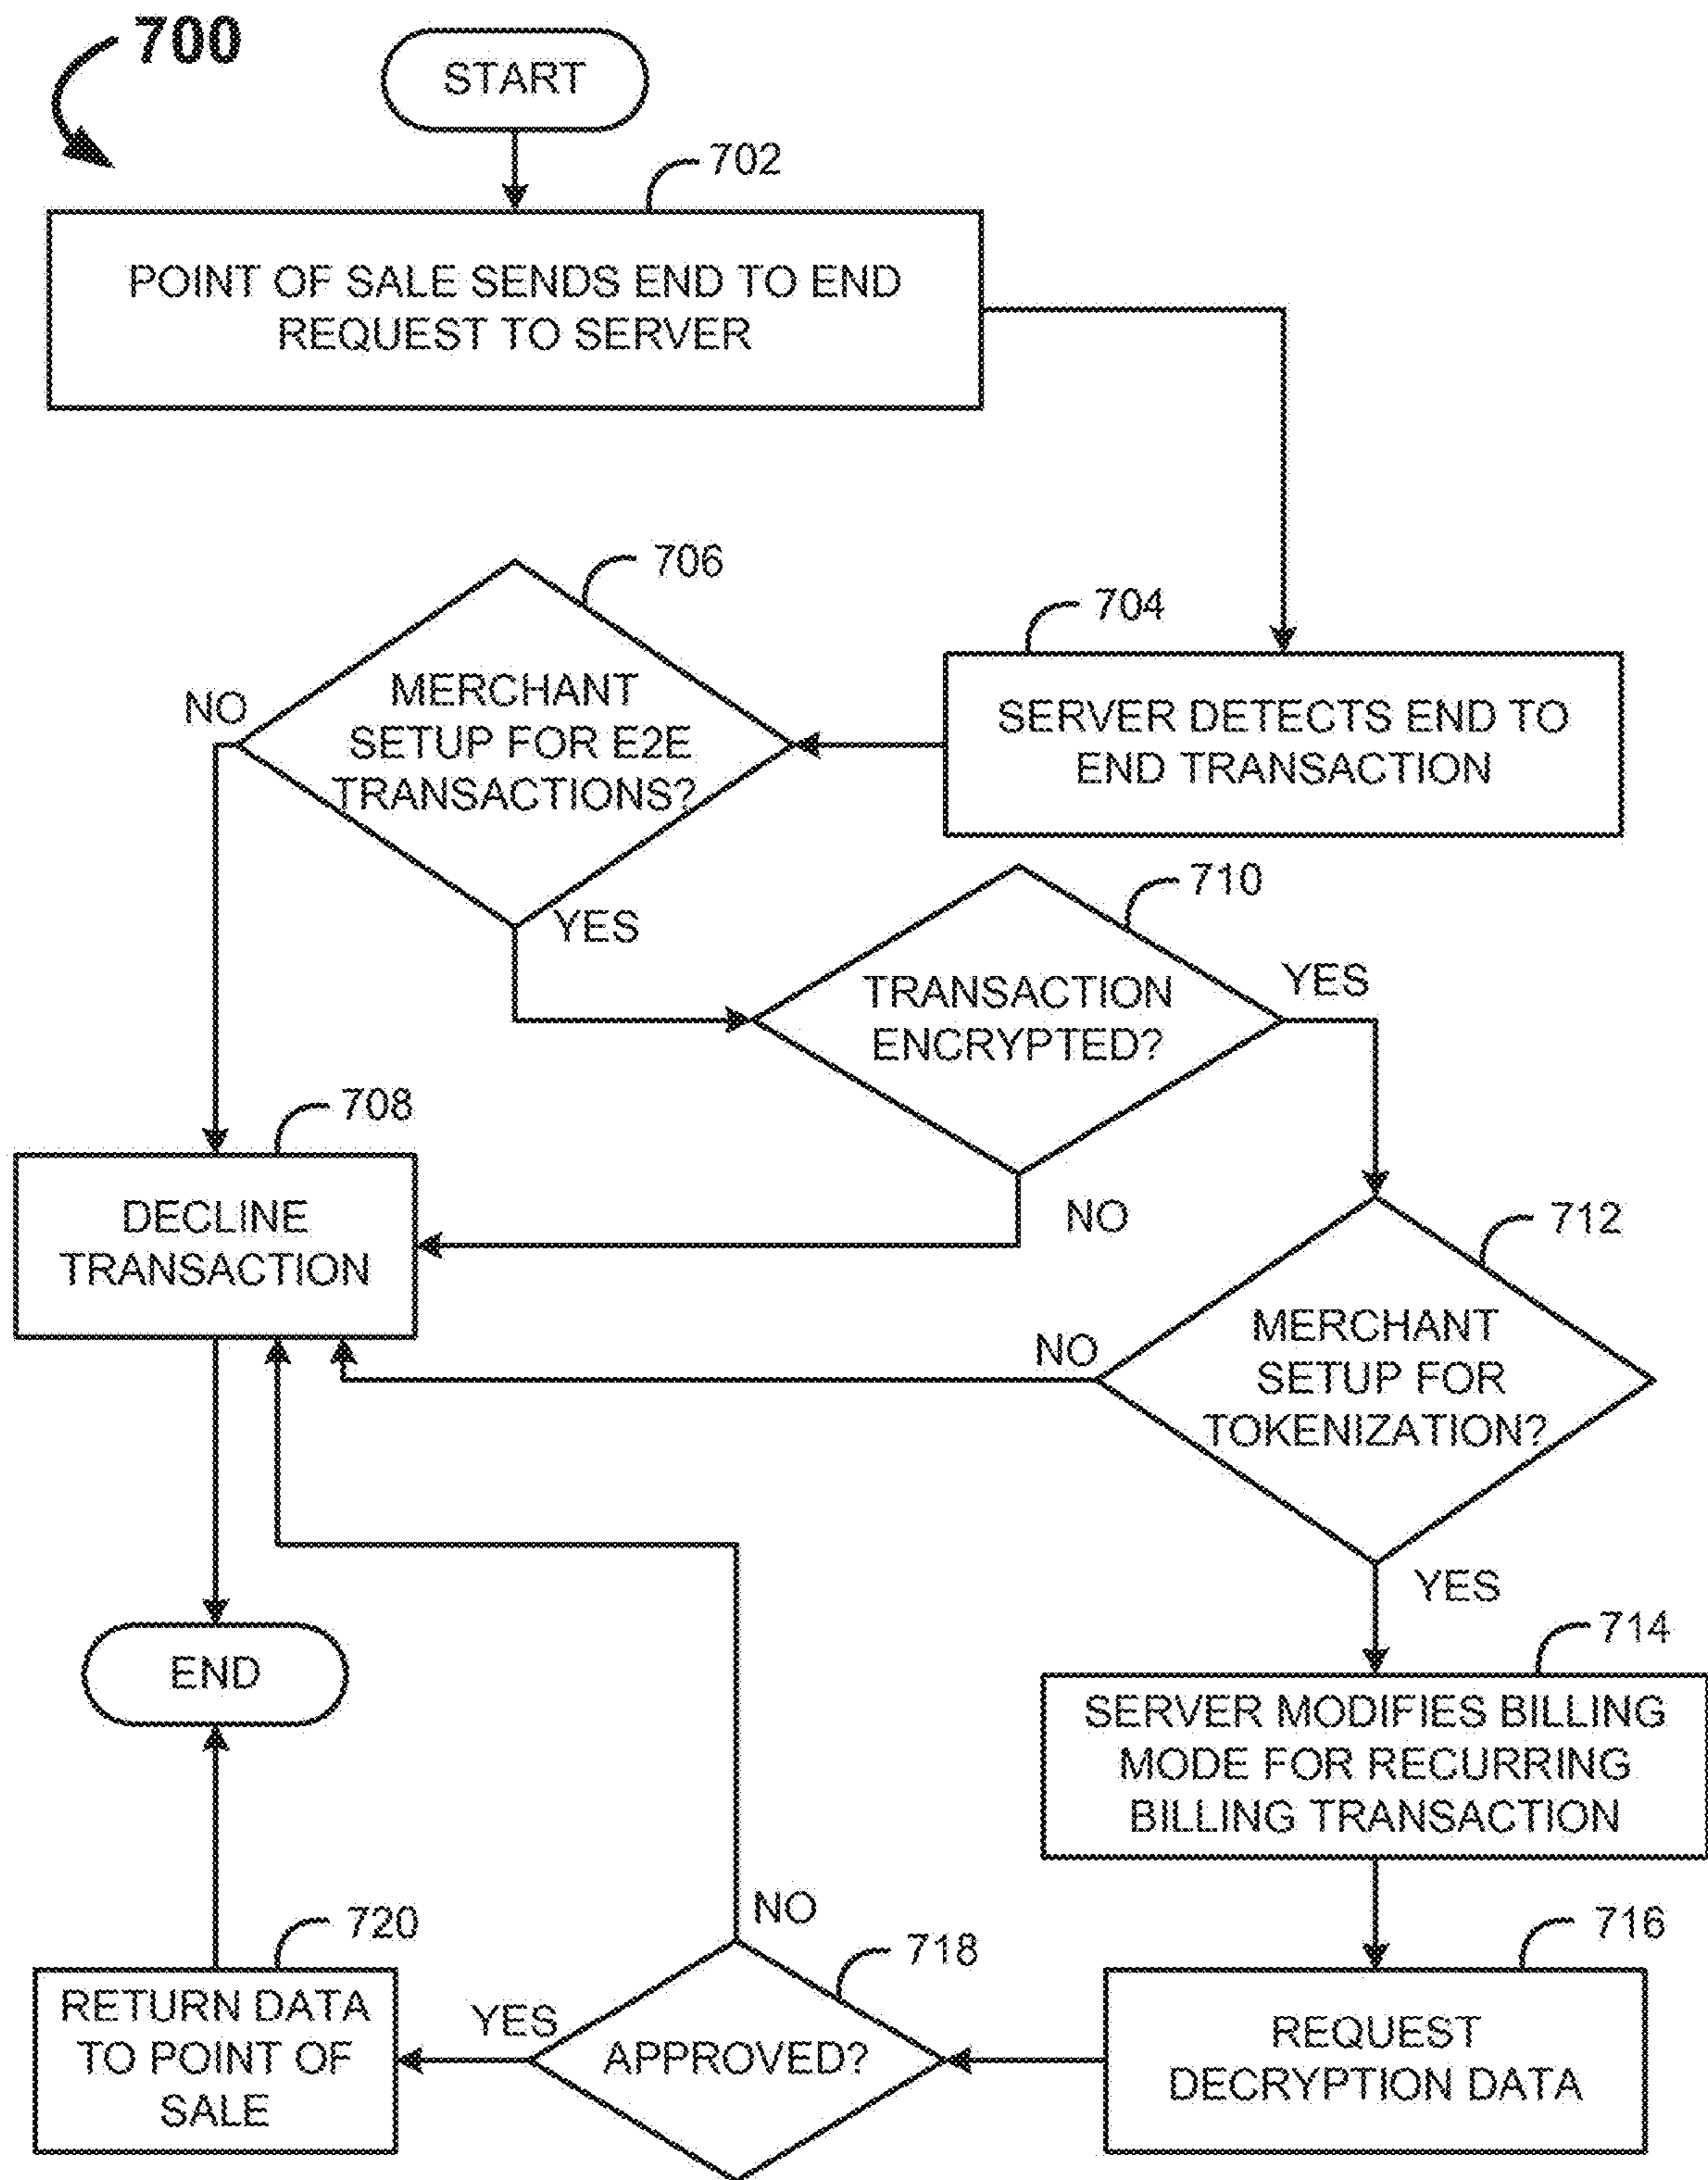 700
START
702
POINT OF SALE SENDS END TO END
REQUEST TO SERVER
706
704
MERCHANT
SETUP FOR E2E
TRANSACTIONS?
NO
YES
SERVER DETECTS END TO
END TRANSACTION
710
TRANSACTION
ENCRYPTED?
YES
NO
708
DECLINE
TRANSACTION
712
MERCHANT
SETUP FOR
TOKENIZATION?
NO
YES
END
714
SERVER MODIFIES BILLING
MODE FOR RECURRING
BILLING TRANSACTION
716
REQUEST
DECRYPTION DATA
718
APPROVED?
NO
YES
720
RETURN DATA
TO POINT OF
SALE